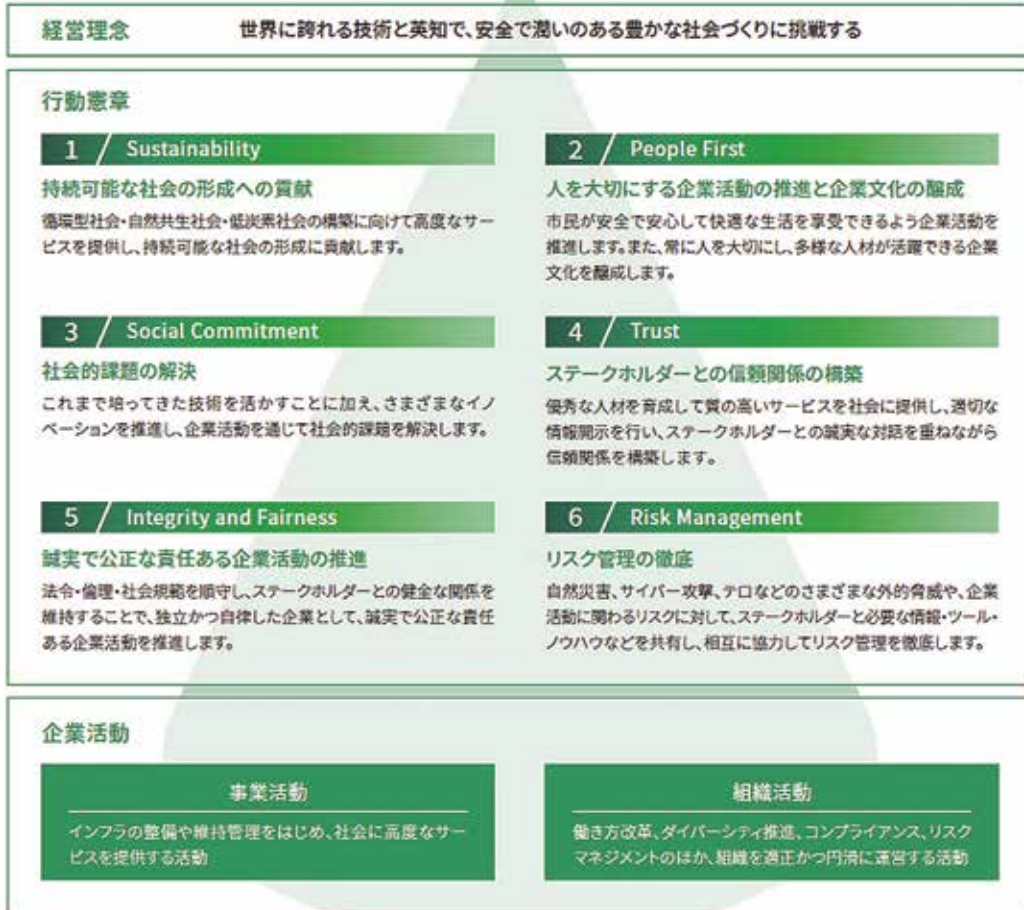 経営理念
世界に誇れる技術と英知で、安全で潤いのある豊かな社会づくりに挑戦する
行動憲章
1 / Sustainability
持続可能な社会の形成への貢献
循環型社会・自然共生社会・低炭素社会の構築に向けて高度なサー
ビスを提供し、持続可能な社会の形成に貢献します。
2 / People First
人を大切にする企業活動の推進と企業文化の醸成
市民が安全で安心して快適な生活を享受できるよう企業活動を
推進します。また、常に人を大切にし、多様な人材が活躍できる企業
文化を醸成します。
3 / Social Commitment
社会的課題の解決
これまで培ってきた技術を活かすことに加え、さまざまなイノ
ベーションを推進し、企業活動を通じて社会的課題を解決します。
4 / Trust
ステークホルダーとの信頼関係の構築
優秀な人材を育成して質の高いサービスを社会に提供し、適切な
情報開示を行い、ステークホルダーとの誠実な対話を重ねながら
信頼関係を構築します。
5 / Integrity and Fairness
誠実で公正な責任ある企業活動の推進
法令・倫理・社会規範を順守し、ステークホルダーとの健全な関係を
維持することで、独立かつ自律した企業として、誠実で公正な責任
ある企業活動を推進します。
6 / Risk Management
リスク管理の徹底
自然災害、サイバー攻撃、テロなどのさまざまな外的脅威や、企業
活動に関わるリスクに対して、ステークホルダーと必要な情報・ツール・
ノウハウなどを共有し、相互に協力してリスク管理を徹底します。
企業活動
事業活動
インフラの整備や維持管理をはじめ、社会に高度なサー
ビスを提供する活動
組織活動
働き方改革、ダイバーシティ推進、コンプライアンス、リスク
マネジメントのほか、組織を適正かつ円滑に運営する活動